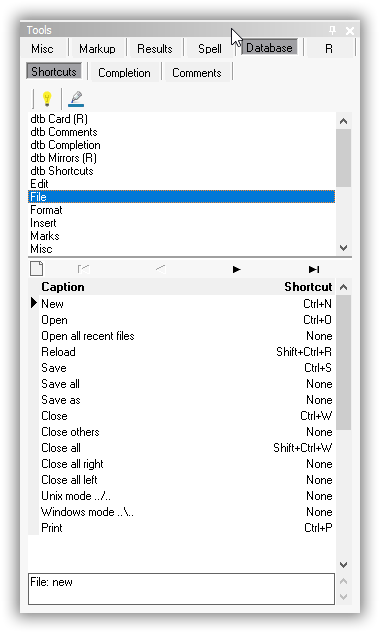 Tools
Misc Markup Results Spell Database R
Shortcuts Completion Comments
dtb Card (R)
dtb Comments
dtb Completion
dtb Mirrors (R)
dtb Shortcuts
Edit
File
Format
Insert
Marks
Misc
Caption Shortcut
New Ctrl+N
Open Ctrl+O
Open all recent files None
Reload Shift+Ctrl+R
Save Ctrl+S
Save all None
Save as None
Close Ctrl+W
Close others None
Close all Shift+Ctrl+W
Close all right None
Close all left None
Unix mode ../.. None
Windows mode ..\.. None
Print Ctrl+P
File: new